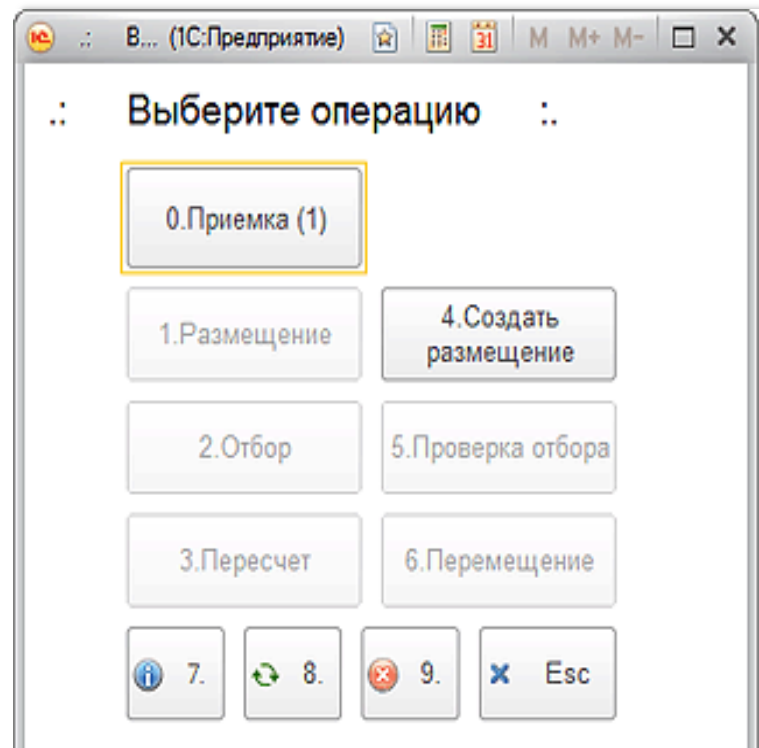 .: В... (1С:Предприятие) 31 M M+ M-
.: Выберите операцию :.
0.Приемка (1)
1.Размещение
4.Создать
размещение
2.Отбор
5.Проверка отбора
3.Пересчет
6.Перемещение
7.
8.
9.
Esc